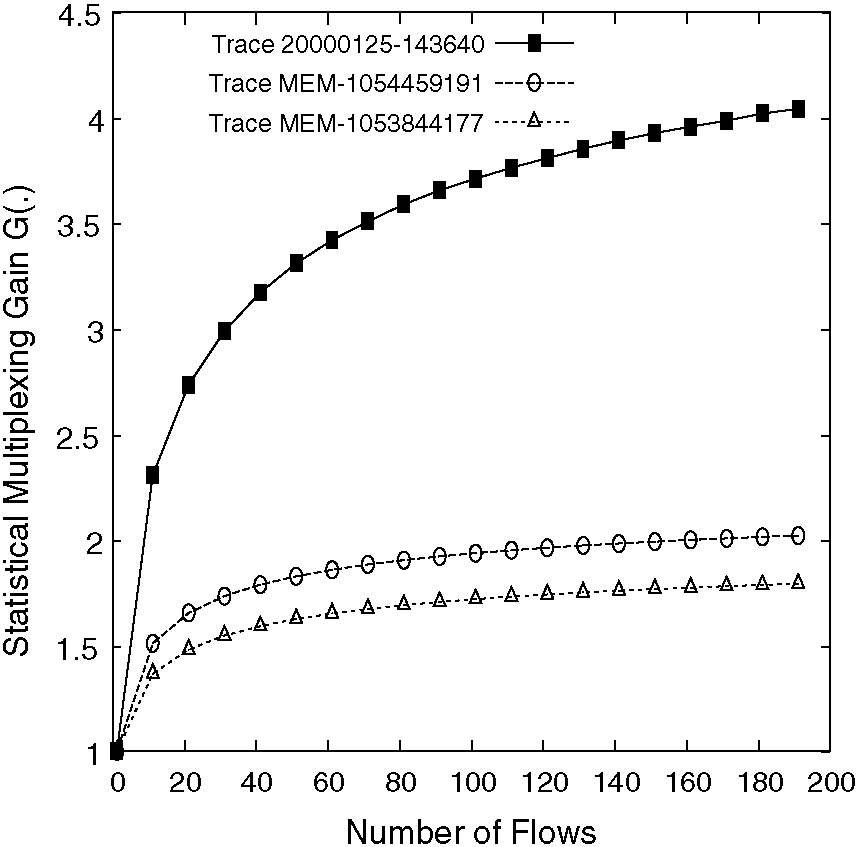 4.5
4
3.5
3
2.5
2
1.5
1
Statistical Multiplexing Gain G(.)
Trace 20000125-143640
Trace MEM-1054459191
Trace MEM-1053844177
0 20 40 60 80 100 120 140 160 180 200
Number of Flows